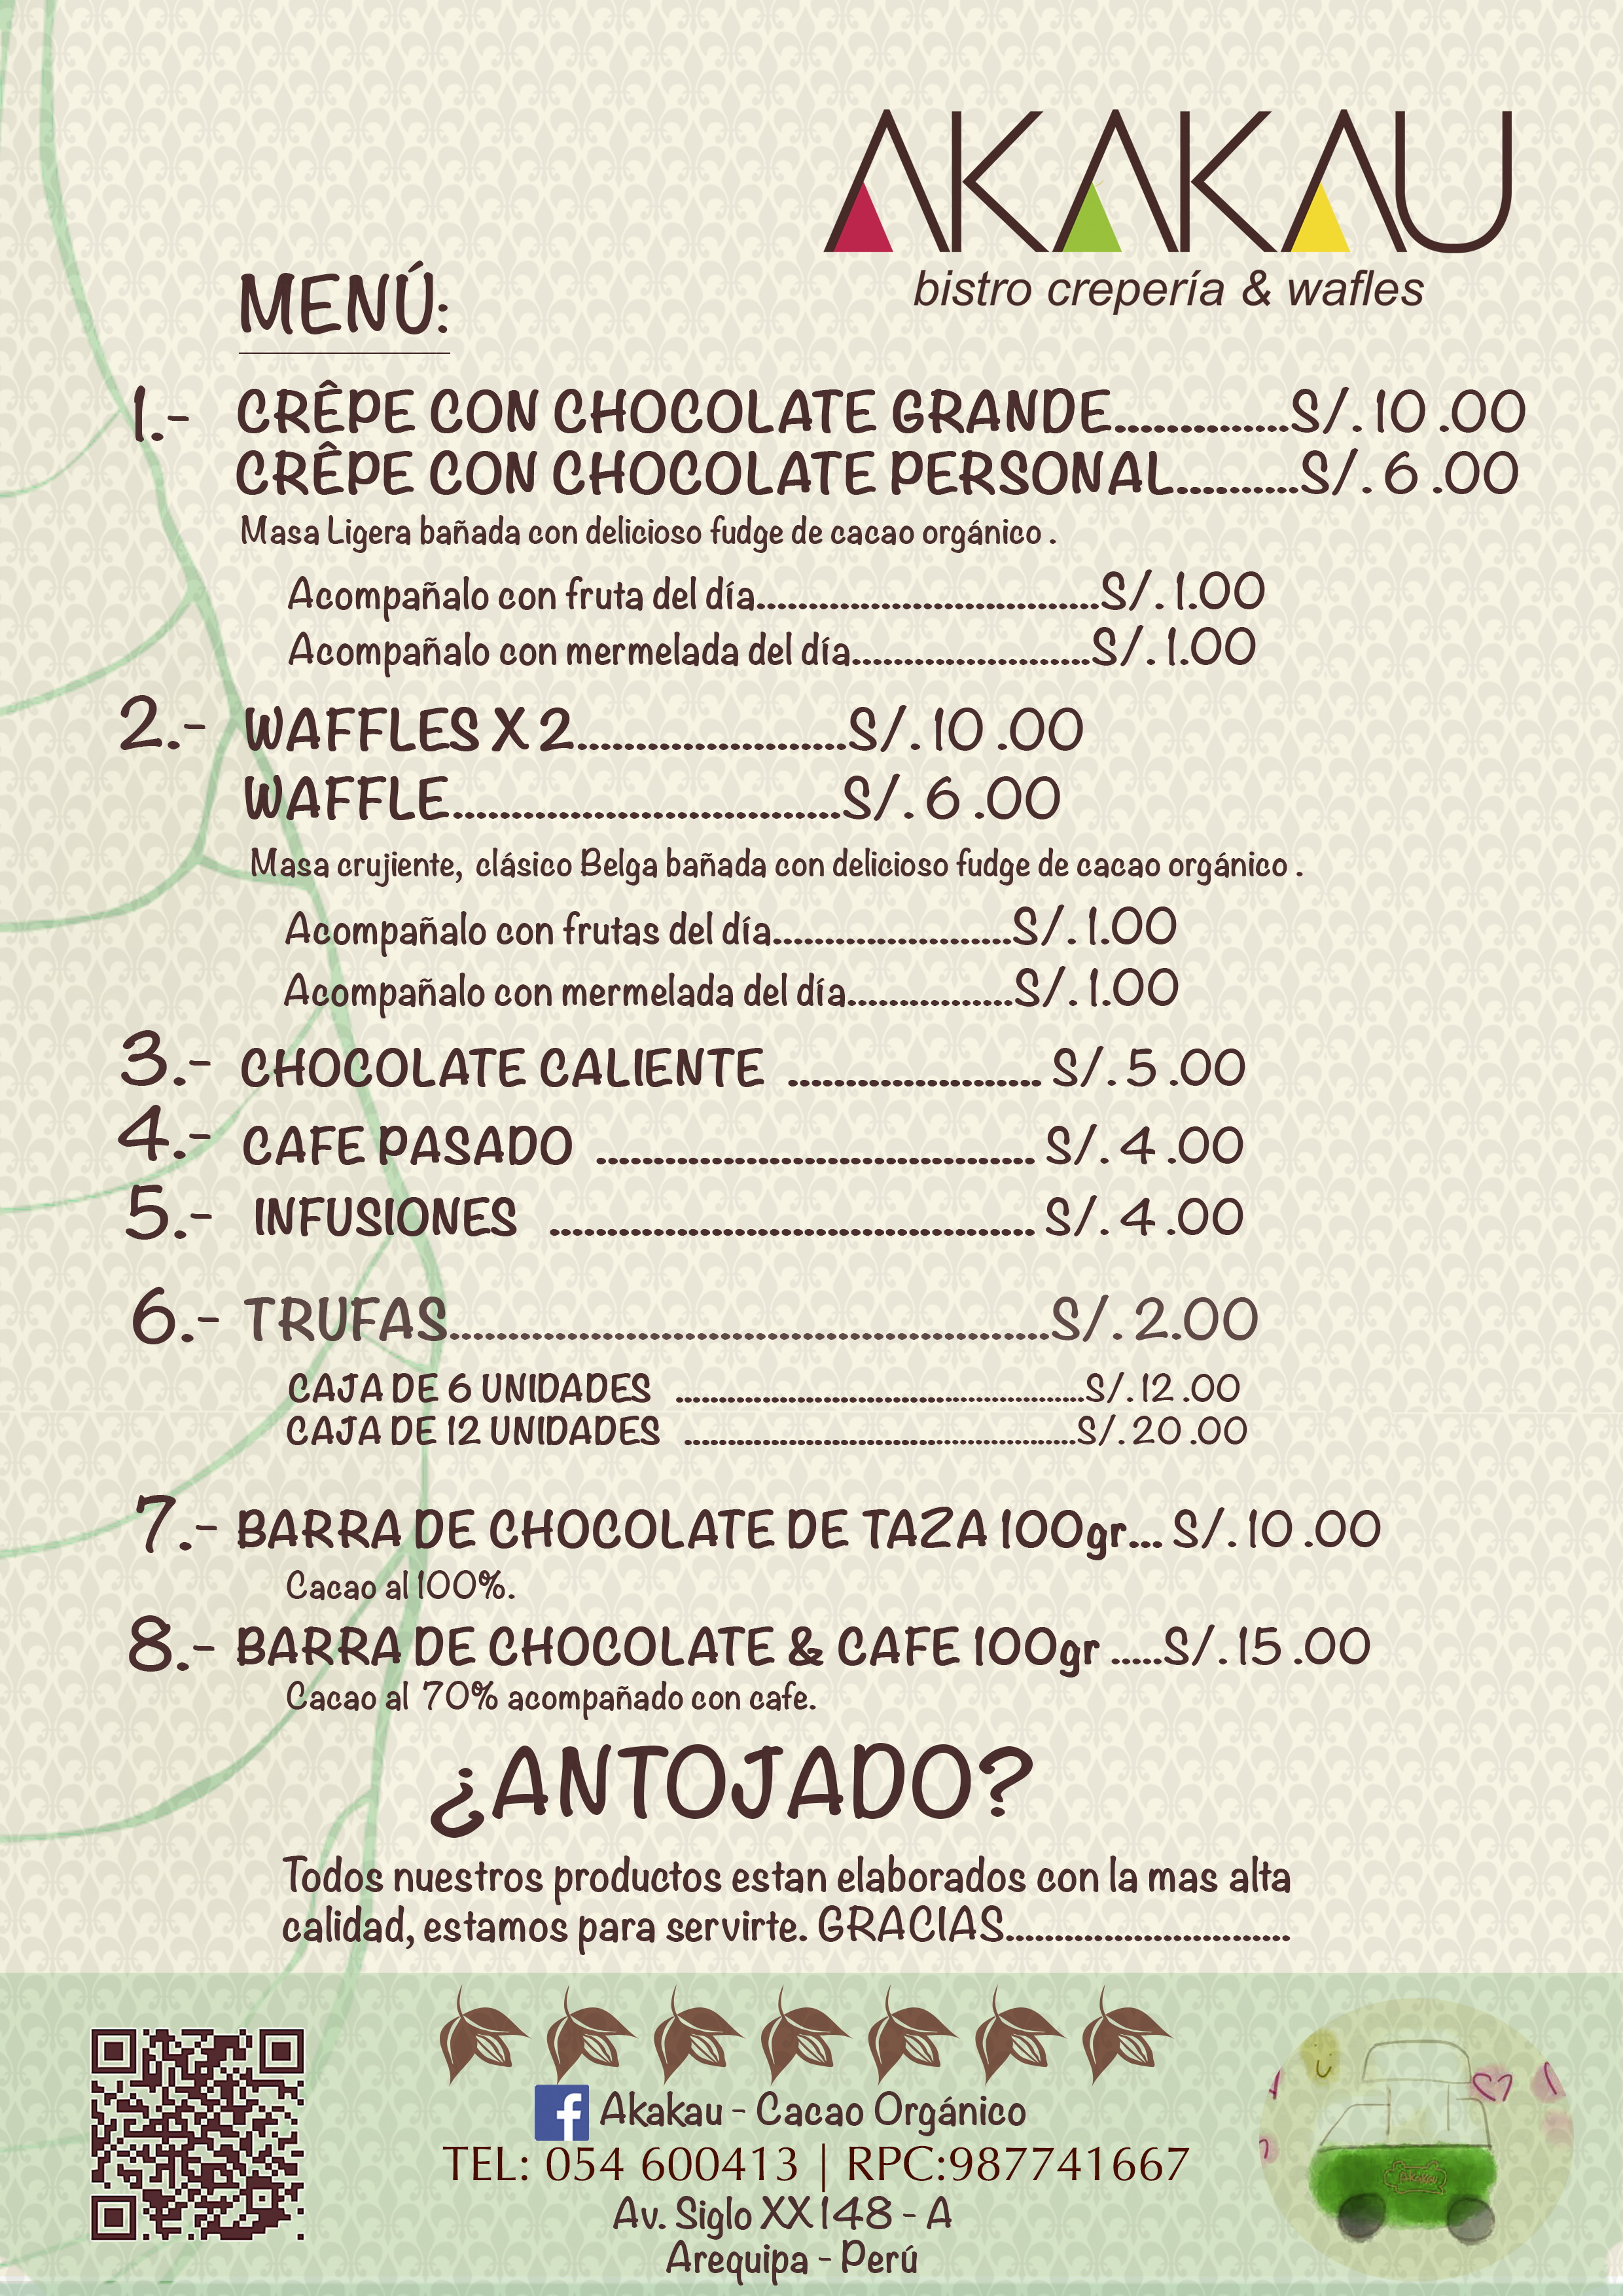 AKAKAU
bistro crepería & wafles
MENÚ:
1.- CRÊPE CON CHOCOLATE GRANDE...............S/. 10 .00
CRÊPE CON CHOCOLATE PERSONAL..........S/. 6 .00
Masa Ligera bañada con delicioso fudge de cacao orgánico .
Acompañalo con fruta del día.................................S/. 1.00
Acompañalo con mermelada del día.......................S/. 1.00
2.- WAFFLES X 2.......................S/. 10 .00
WAFFLE.................................S/. 6 .00
Masa crujiente, clásico Belga bañada con delicioso fudge de cacao orgánico .
Acompañalo con frutas del día.......................S/. 1.00
Acompañalo con mermelada del día................S/. 1.00
3.- CHOCOLATE CALIENTE ...................... S/. 5 .00
4.- CAFE PASADO ...................................... S/. 4 .00
5.- INFUSIONES .......................................... S/. 4 .00
6.- TRUFAS...................................................S/. 2.00
CAJA DE 6 UNIDADES ...............................................S/. 12 .00
CAJA DE 12 UNIDADES .............................................S/. 20 .00
7.- BARRA DE CHOCOLATE DE TAZA 100gr... S/. 10 .00
Cacao al 100%.
8.- BARRA DE CHOCOLATE & CAFE 100gr .....S/. 15 .00
Cacao al 70% acompañado con cafe.
¿ANTOJADO?
Todos nuestros productos estan elaborados con la mas alta
calidad, estamos para servirte. GRACIAS.............................
f Akakau - Cacao Orgánico
TEL: 054 600413 | RPC:987741667
Av. Siglo XX 148 - A
Arequipa - Perú